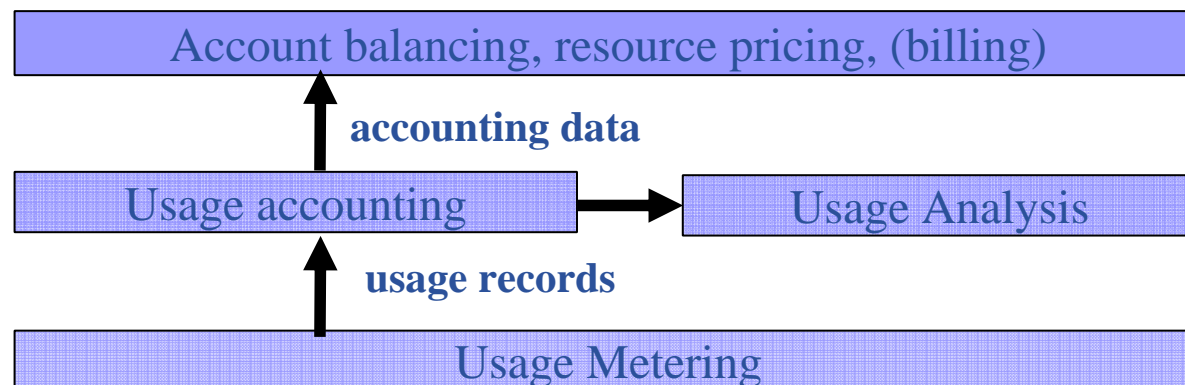 Account balancing, resource pricing, (billing)
accounting data
Usage accounting
Usage Analysis
usage records
Usage Metering